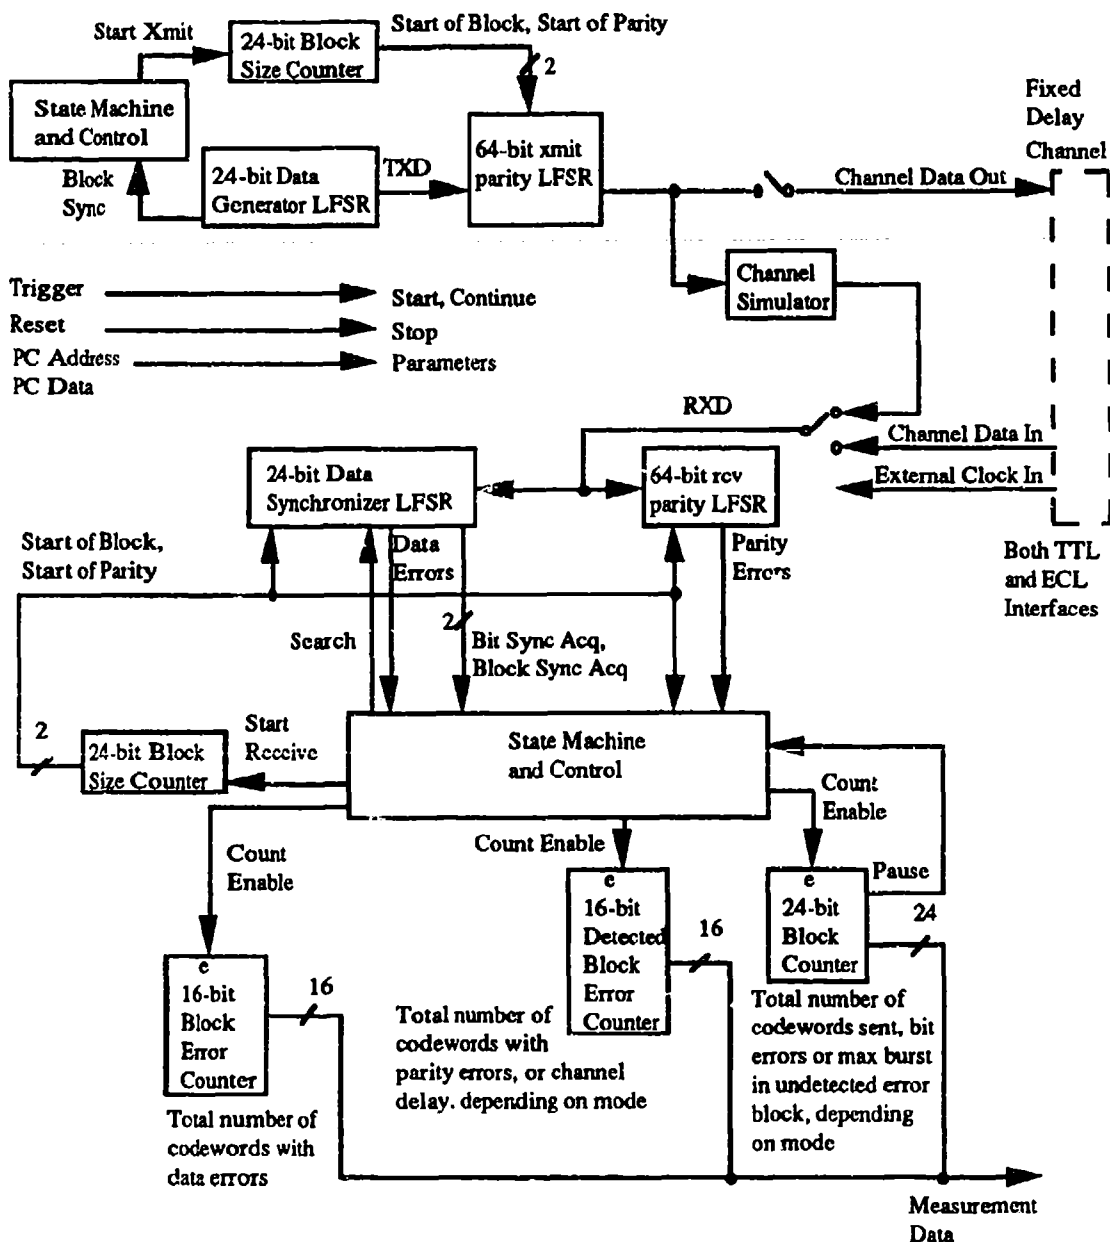 Start Xmit
24-bit Block
Size Counter
Start of Block, Start of Parity
2
State Machine
and Control
Block
Sync
24-bit Data
Generator LFSR
TXD
64-bit xmit
parity LFSR
Channel Data Out
Fixed
Delay
Channel
Trigger
Start, Continue
Reset
Stop
PC Address
PC Data
Parameters
Channel
Simulator
RXD
Channel Data In
External Clock In
Both TTL
and ECL
Interfaces
24-bit Data
Synchronizer LFSR
64-bit rcv
parity LFSR
Start of Block,
Start of Parity
Data
Errors
Parity
Errors
Search
2
Bit Sync Acq,
Block Sync Acq
2
24-bit Block
Size Counter
Start
Receive
State Machine
and Control
Count
Enable
Count Enable
Count
Enable
Pause
e
16-bit
Block
Error
Counter
16
Total number of
codewords with
data errors
e
16-bit
Detected
Block
Error
Counter
16
Total number of
codewords with
parity errors, or channel
delay. depending on mode
e
24-bit
Block
Counter
24
Total number of
codewords sent, bit
errors or max burst
in undetected error
block, depending
on mode
Measurement
Data